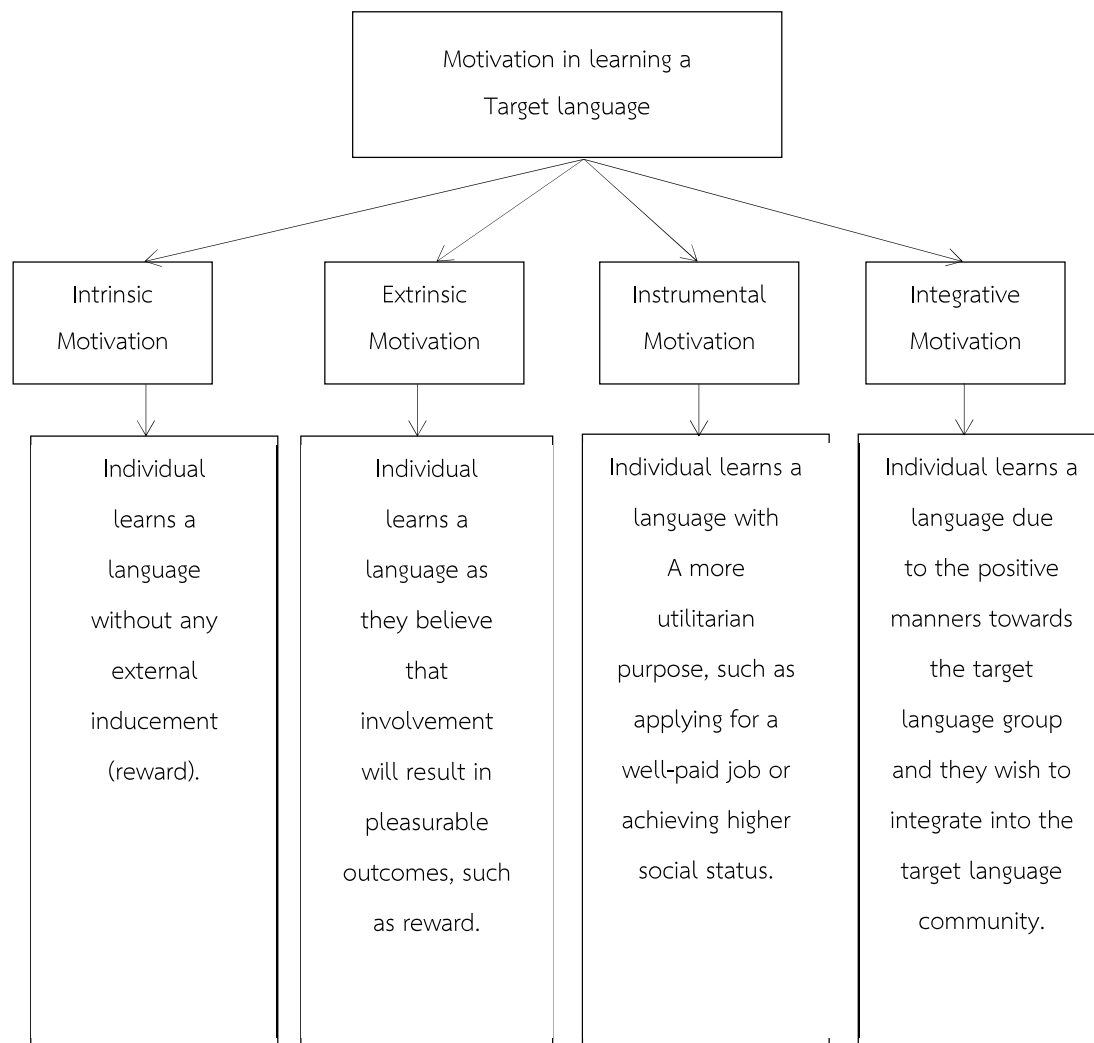 Motivation in learning a
Target language
Intrinsic
Motivation
Extrinsic
Motivation
Instrumental
Motivation
Integrative
Motivation
Individual
learns a
language
without any
external
inducement
(reward).
Individual
learns a
language as
they believe
that
involvement
will result in
pleasurable
outcomes, such
as reward.
Individual learns a
language with
A more
utilitarian
purpose, such as
applying for a
well-paid job or
achieving higher
social status.
Individual learns a
language due
to the positive
manners towards
the target
language group
and they wish to
integrate into the
target language
community.